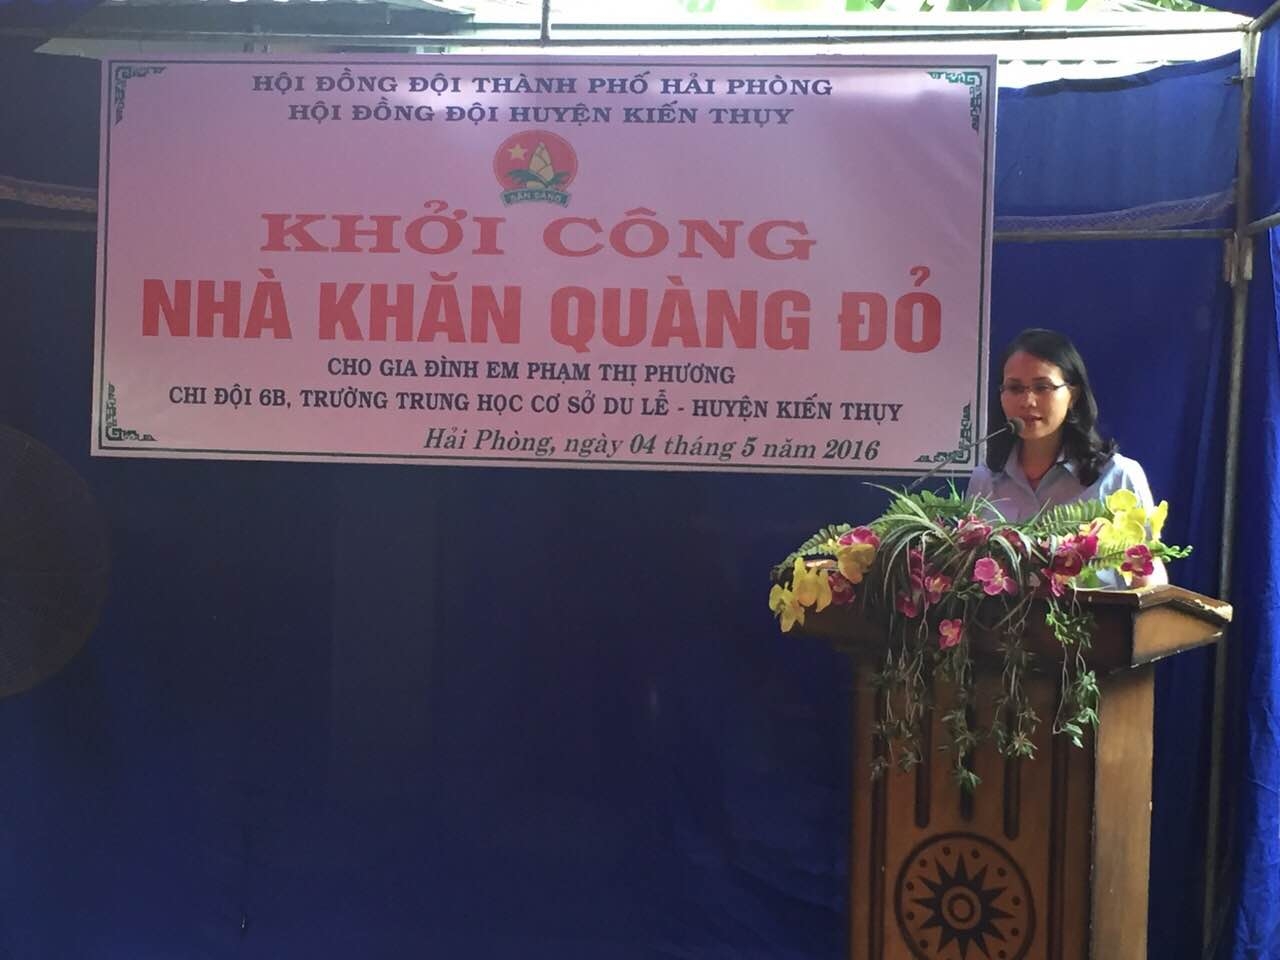 HỘI ĐỒNG ĐỘI THÀNH PHỐ HẢI PHÒNG
HỘI ĐỒNG ĐỘI HUYỆN KIẾN THỤY
SẴN SÀNG
KHỞI CÔNG
NHÀ KHĂN QUÀNG ĐỎ
CHO GIA ĐÌNH EM PHẠM THỊ PHƯƠNG
CHI ĐỘI 6B, TRƯỜNG TRUNG HỌC CƠ SỞ DU LỄ - HUYỆN KIẾN THỤY
Hải Phòng, ngày 04 tháng 5 năm 2016